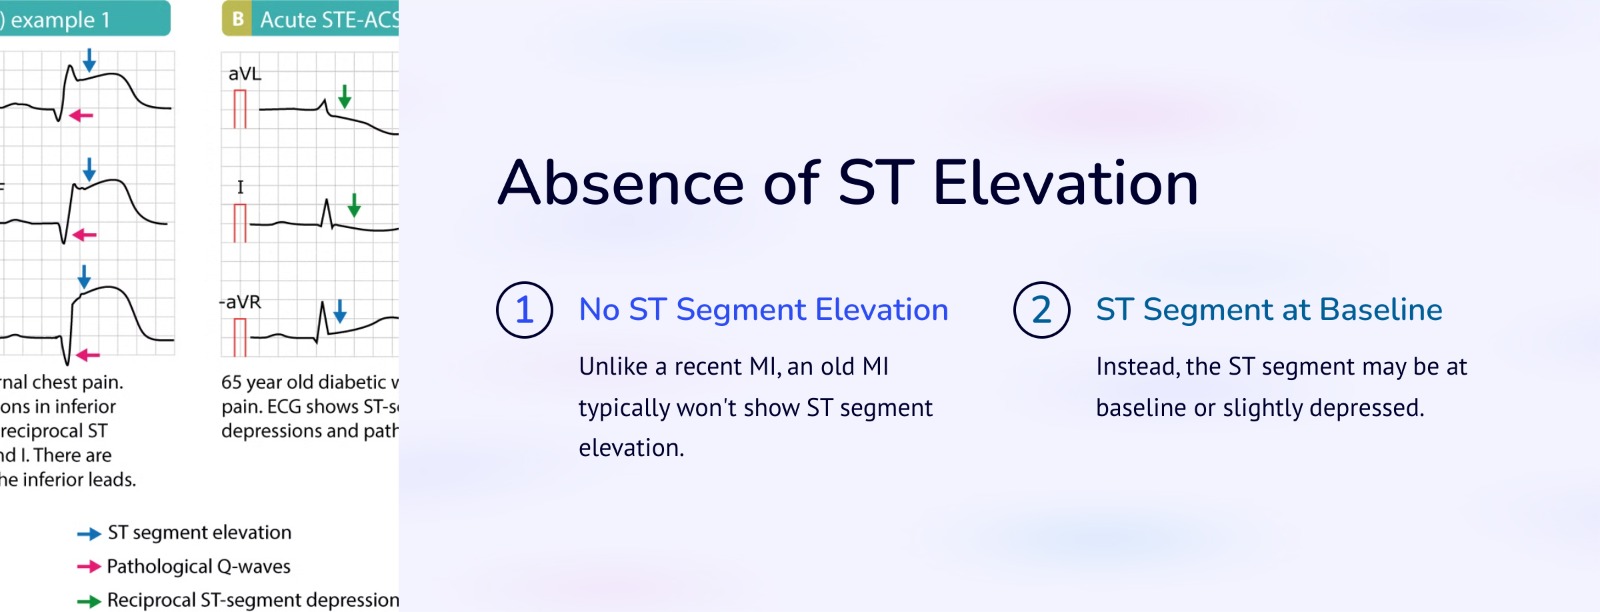 ) example 1
B Acute STE-ACS
aVL
I
-aVR
rnal chest pain.
ons in inferior
reciprocal ST
nd I. There are
he inferior leads.
65 year old diabetic
pain. ECG shows ST-s
depressions and path
ST segment elevation
Pathological Q-waves
Reciprocal ST-segment depression
Absence of ST Elevation
1 No ST Segment Elevation
Unlike a recent MI, an old MI
typically won't show ST segment
elevation.
2 ST Segment at Baseline
Instead, the ST segment may be at
baseline or slightly depressed.